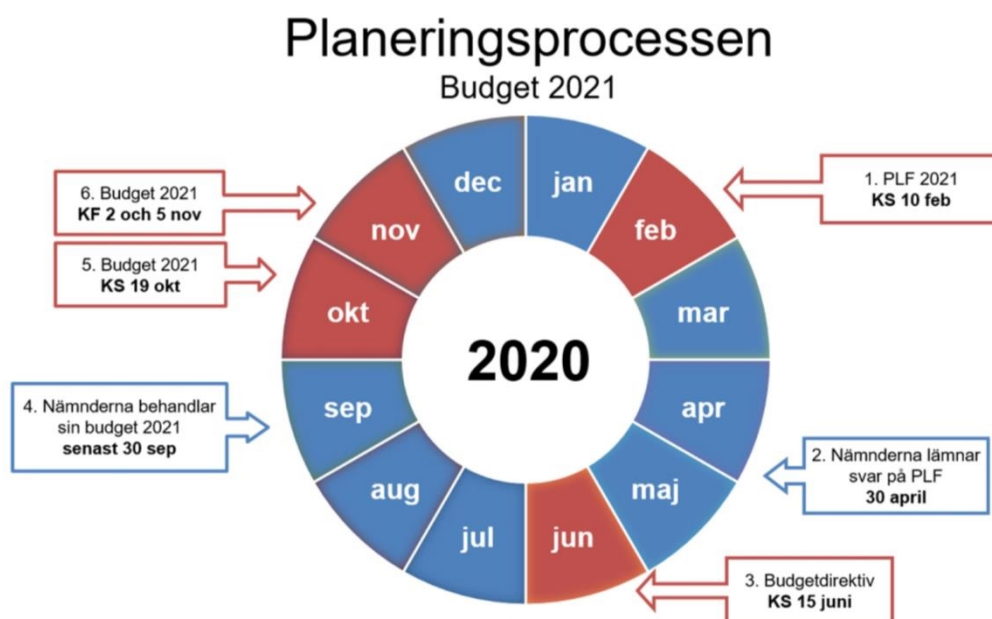 Planeringsprocessen
Budget 2021
jan
feb
mar
apr
maj
jun
jul
aug
sep
okt
nov
dec
2020
1. PLF 2021
KS 10 feb
2. Nämnderna lämnar
svar på PLF
30 april
3. Budgetdirektiv
KS 15 juni
4. Nämnderna behandlar
sin budget 2021
senast 30 sep
5. Budget 2021
KS 19 okt
6. Budget 2021
KF 2 och 5 nov